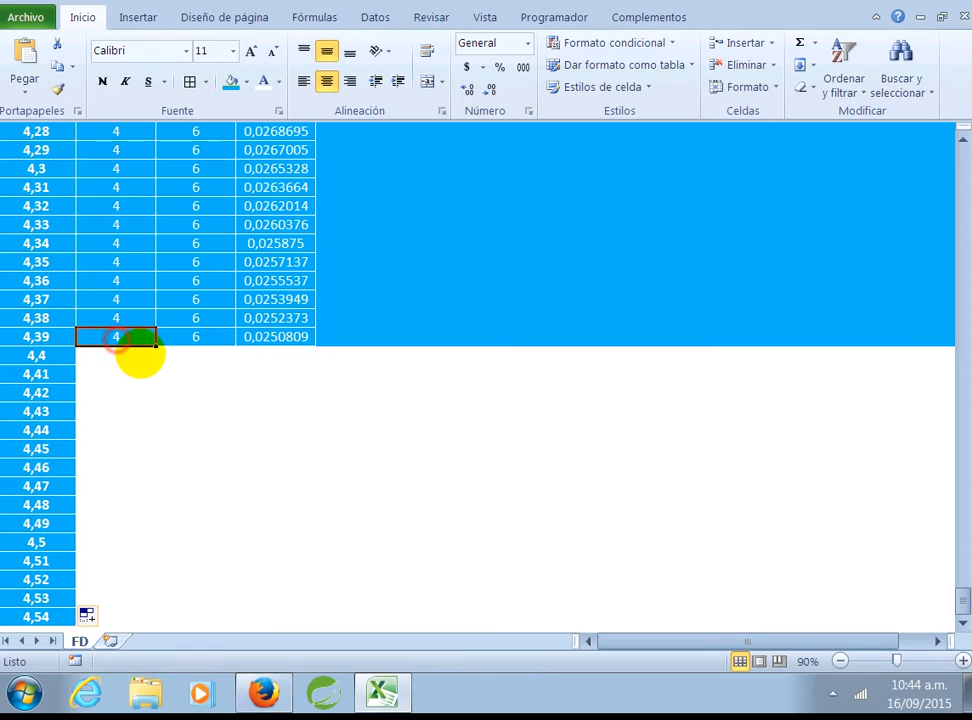 Archivo Inicio Insertar Diseño de página Fórmulas Datos Revisar Vista Programador Complementos
Pegar
Calibri 11
N K S
General
$ % 000
Formato condicional
Dar formato como tabla
Estilos de celda
Insertar
Eliminar
Formato
Σ
Ordenar y filtrar
Buscar y seleccionar
Portapapeles Fuente Alineación Número Estilos Celdas Modificar
4,28 4 6 0,0268695
4,29 4 6 0,0267005
4,3 4 6 0,0265328
4,31 4 6 0,0263664
4,32 4 6 0,0262014
4,33 4 6 0,0260376
4,34 4 6 0,025875
4,35 4 6 0,0257137
4,36 4 6 0,0255537
4,37 4 6 0,0253949
4,38 4 6 0,0252373
4,39 4 6 0,0250809
4,4
4,41
4,42
4,43
4,44
4,45
4,46
4,47
4,48
4,49
4,5
4,51
4,52
4,53
4,54
FD
Listo 90%
10:44 a.m.
16/09/2015